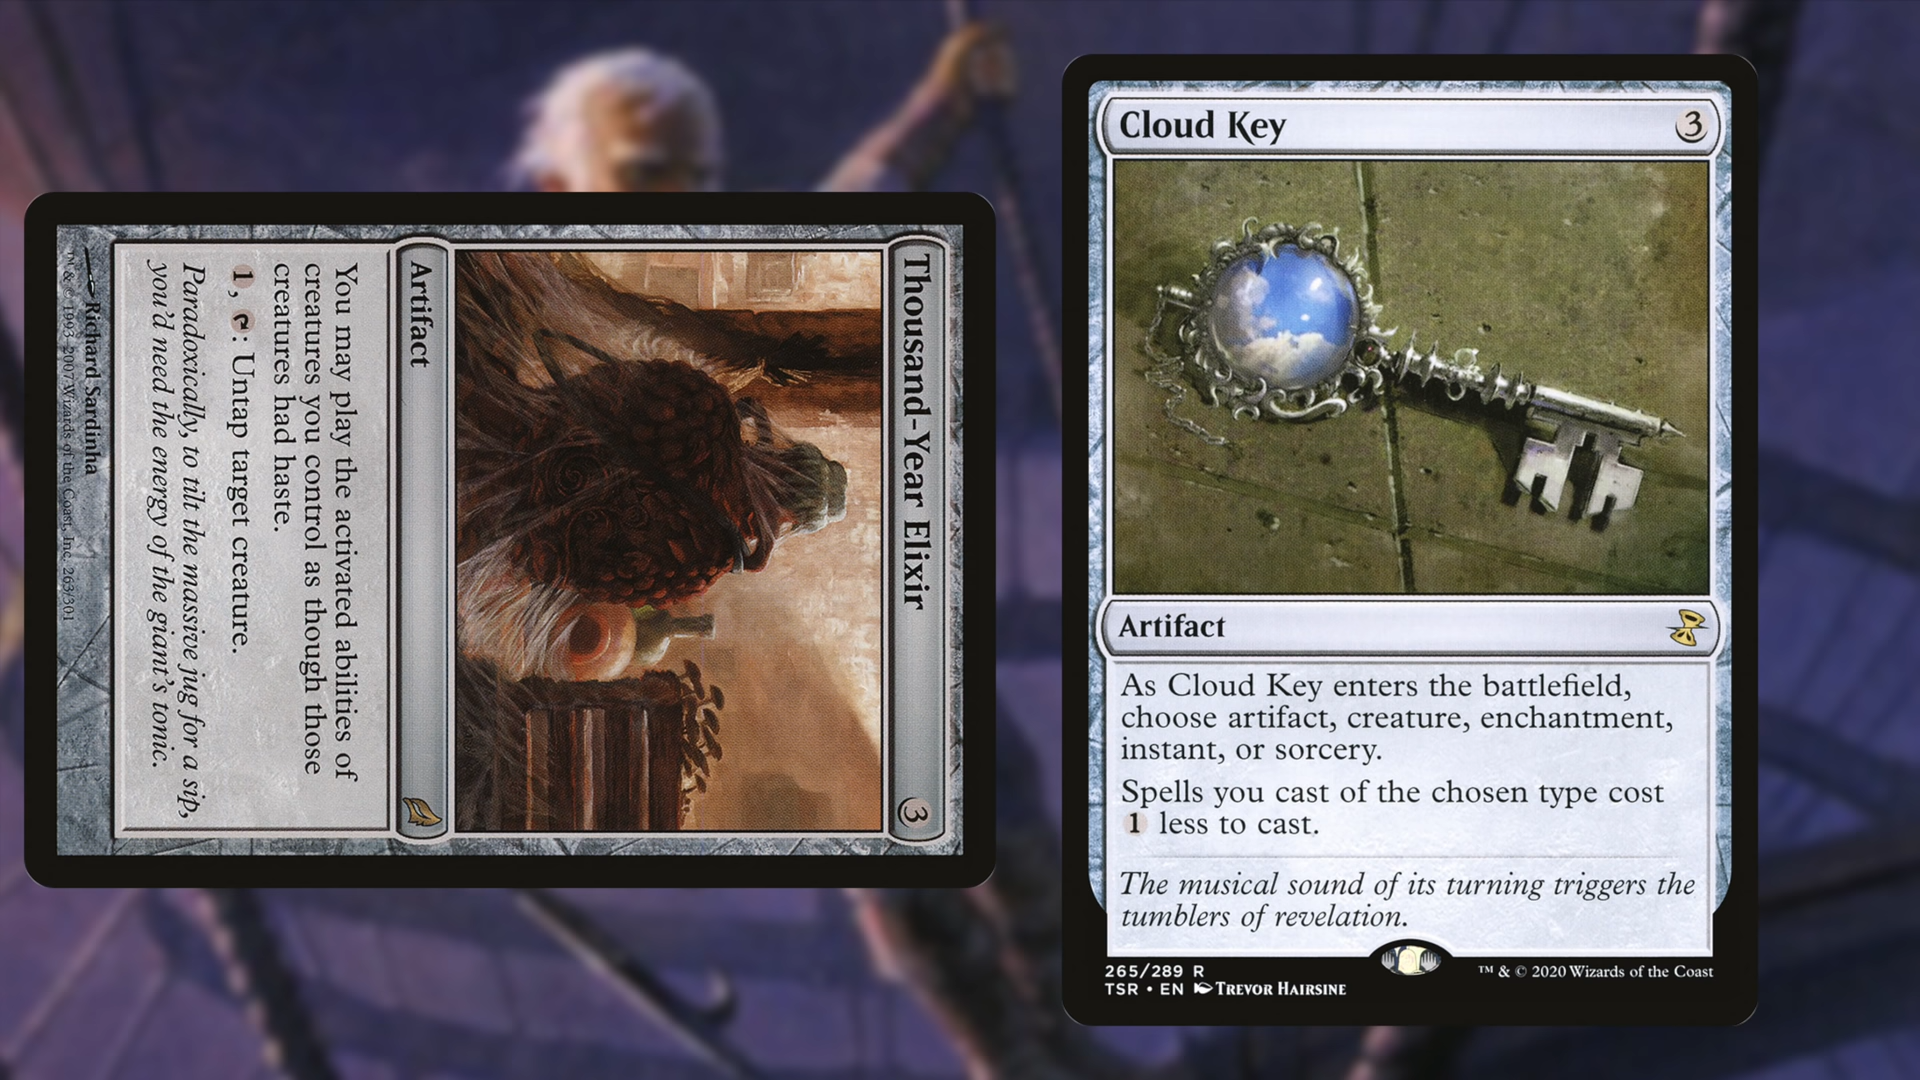 Thousand-Year Elixir
3
Artifact
You may play the activated abilities of
creatures you control as though those
creatures had haste.
1, : Untap target creature.
Paradoxically, to tilt the massive jug for a sip,
you'd need the energy of the giant's tonic.
Richard Sardinha
™ & © 1993–2007 Wizards of the Coast, Inc. 263/301
Cloud Key
3
Artifact
As Cloud Key enters the battlefield,
choose artifact, creature, enchantment,
instant, or sorcery.
Spells you cast of the chosen type cost
1 less to cast.
The musical sound of its turning triggers the
tumblers of revelation.
265/289 R
TSR • EN TREVOR HAIRSINE
™ & © 2020 Wizards of the Coast